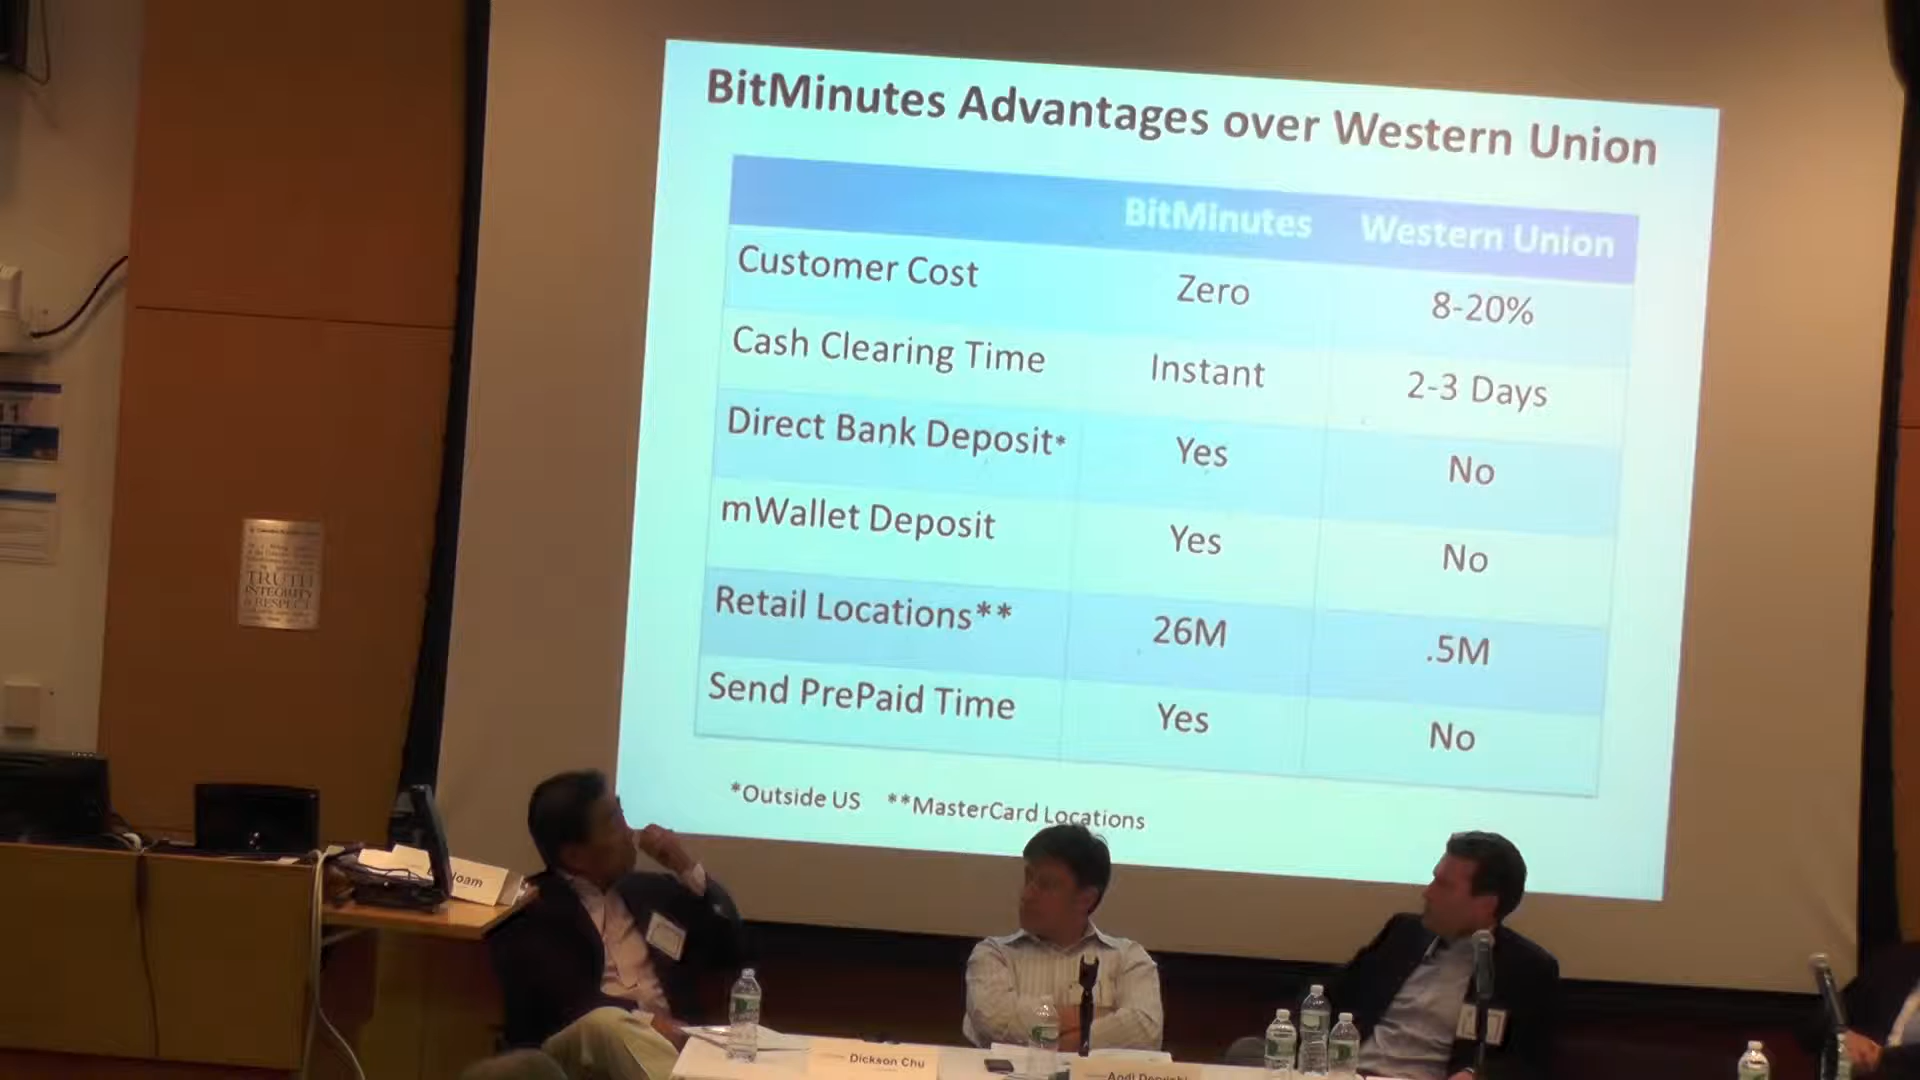 BitMinutes Advantages over Western Union
BitMinutes Western Union
Customer Cost Zero 8-20%
Cash Clearing Time Instant 2-3 Days
Direct Bank Deposit* Yes No
mWallet Deposit Yes No
Retail Locations** 26M .5M
Send PrePaid Time Yes No
*Outside US **MasterCard Locations
TRUTH
INTEGRITY
& RESPECT
Dickson Chu